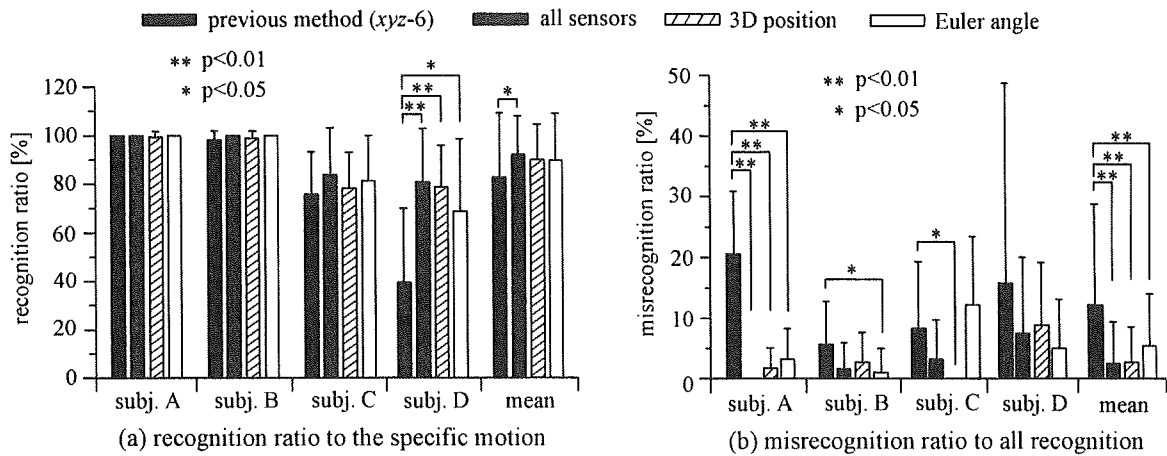 previous method (xyz-6) all sensors 3D position Euler angle
** p<0.01
* p<0.05
recognition ratio [%]
120
100
80
60
40
20
0
*
**
**
*
subj. A subj. B subj. C subj. D mean
(a) recognition ratio to the specific motion
** p<0.01
* p<0.05
misrecognition ratio [%]
50
40
30
20
10
0
**
**
**
*
*
**
**
**
subj. A subj. B subj. C subj. D mean
(b) misrecognition ratio to all recognition